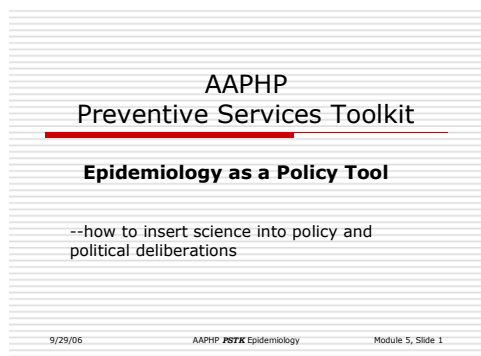 AAPHP
Preventive Services Toolkit
Epidemiology as a Policy Tool
--how to insert science into policy and
political deliberations
9/29/06 AAPHP PSTK Epidemiology Module 5, Slide 1